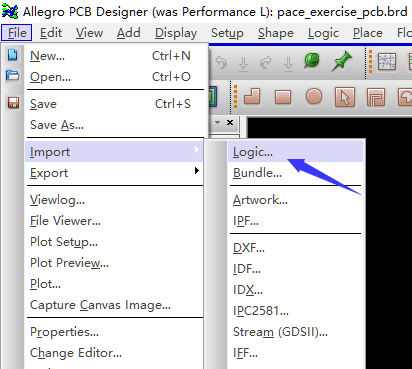 Allegro PCB Designer (was Performance L): pace_exercise_pcb.brd
File Edit View Add Display Setup Shape Logic Place Flo
New... Ctrl+N
Open... Ctrl+O
Save Ctrl+S
Save As...
Import
Export
Viewlog...
File Viewer...
Plot Setup...
Plot Preview...
Plot...
Capture Canvas Image...
Properties...
Change Editor...
Logic...
Bundle...
Artwork...
IPF...
DXF...
IDF...
IDX...
IPC2581...
Stream (GDSII)...
IFF...